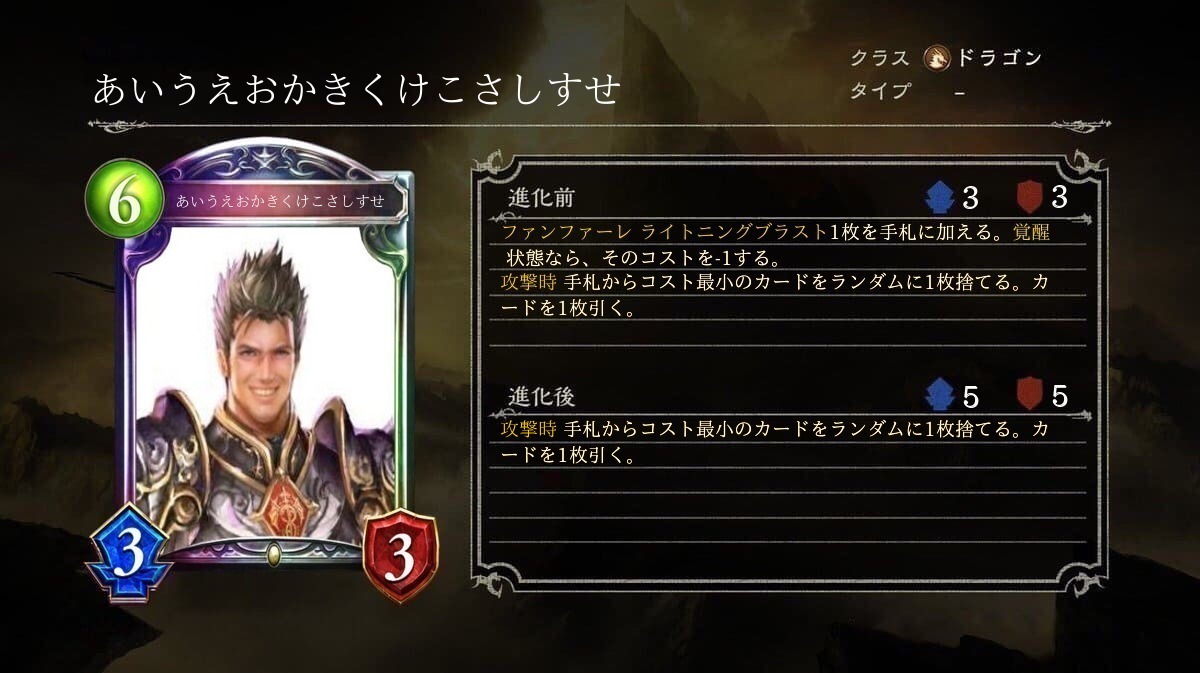 あいうえおかきくけこさしすせ
クラス ドラゴン
タイプ -
6
あいうえおかきくけこさしすせ
3
3
進化前 3 3
ファンファーレ ライトニングブラスト1枚を手札に加える。覚醒
状態なら、そのコストを-1する。
攻撃時 手札からコスト最小のカードをランダムに1枚捨てる。カ
ードを1枚引く。
進化後 5 5
攻撃時 手札からコスト最小のカードをランダムに1枚捨てる。カ
ードを1枚引く。